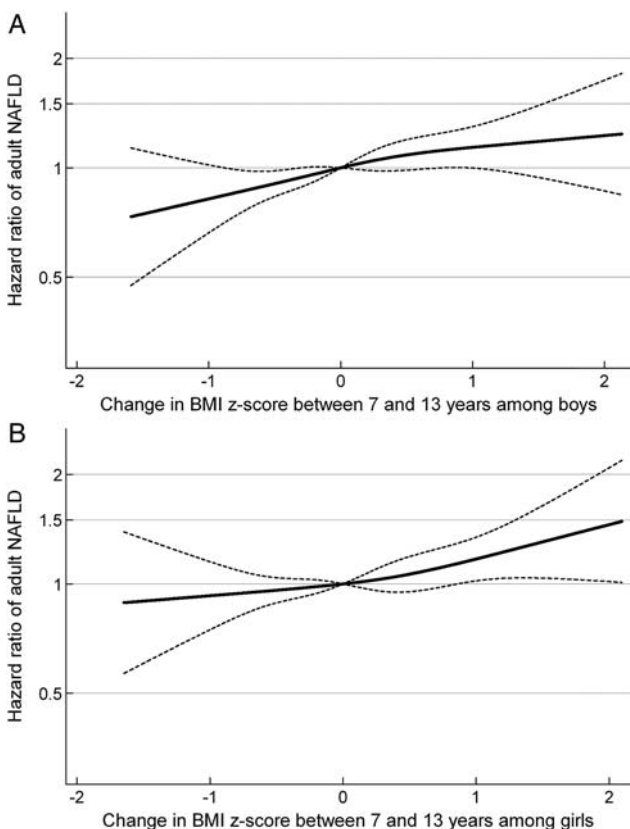 A
Hazard ratio of adult NAFLD
2
1.5
1
0.5
-2 -1 0 1 2
Change in BMI z-score between 7 and 13 years among boys
B
Hazard ratio of adult NAFLD
2
1.5
1
0.5
-2 -1 0 1 2
Change in BMI z-score between 7 and 13 years among girls